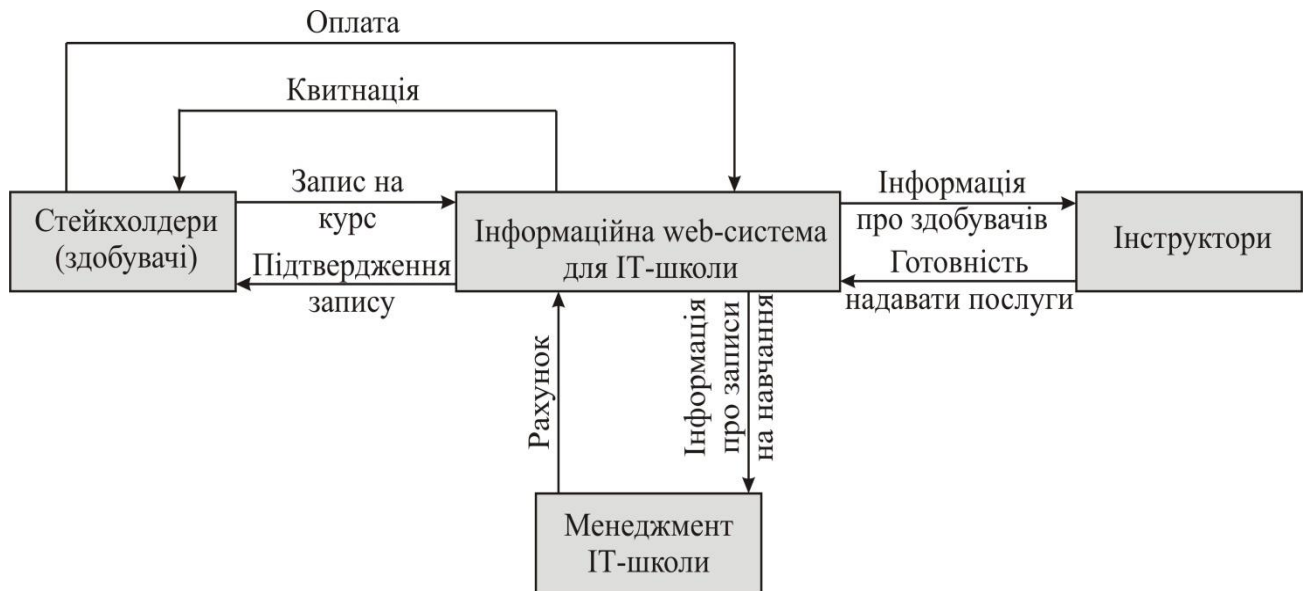 Оплата
Квитнація
Запис на
курс
Стейкхолдери
(здобувачі)
Підтвердження
запису
Інформаційна web-система
для ІТ-школи
Інформація
про здобувачів
Готовність
надавати послуги
Інструктори
Рахунок
Інформація
про записи
на навчання
Менеджмент
ІТ-школи